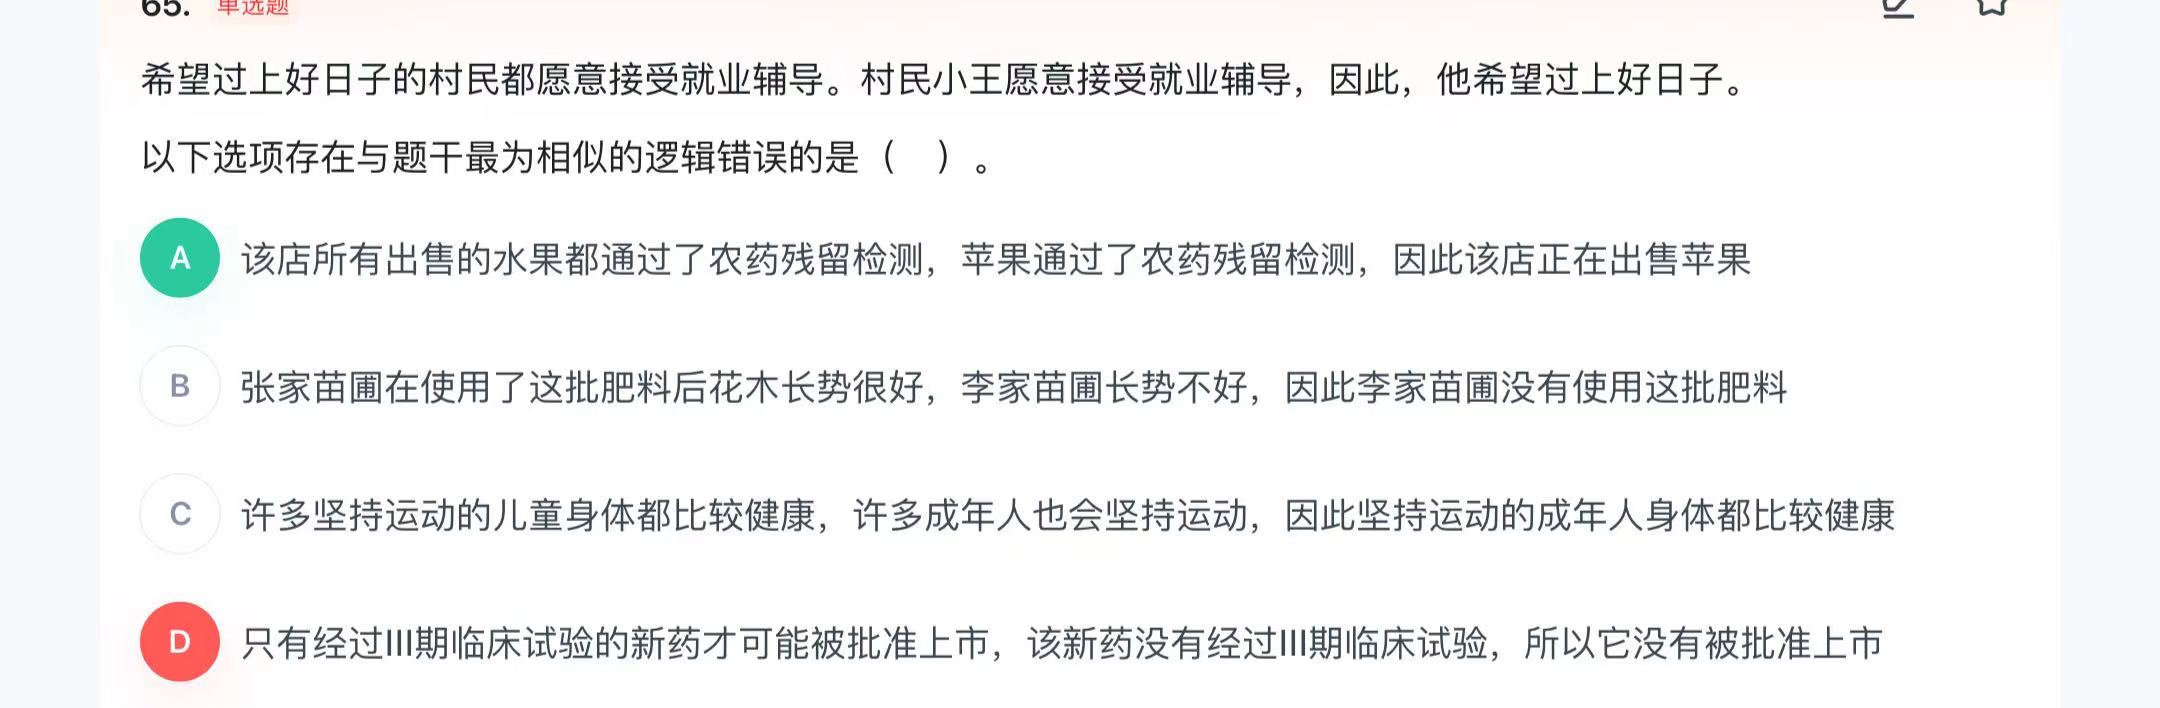 65. 单选题
希望过上好日子的村民都愿意接受就业辅导。村民小王愿意接受就业辅导，因此，他希望过上好日子。
以下选项存在与题干最为相似的逻辑错误的是（ ）。
A 该店所有出售的水果都通过了农药残留检测，苹果通过了农药残留检测，因此该店正在出售苹果
B 张家苗圃在使用了这批肥料后花木长势很好，李家苗圃长势不好，因此李家苗圃没有使用这批肥料
C 许多坚持运动的儿童身体都比较健康，许多成年人也会坚持运动，因此坚持运动的成年人身体都比较健康
D 只有经过III期临床试验的新药才可能被批准上市，该新药没有经过III期临床试验，所以它没有被批准上市